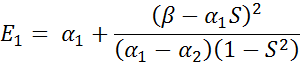 E₁ = α₁ + (β − α₁S)² / (α₁ − α₂)(1 − S²)